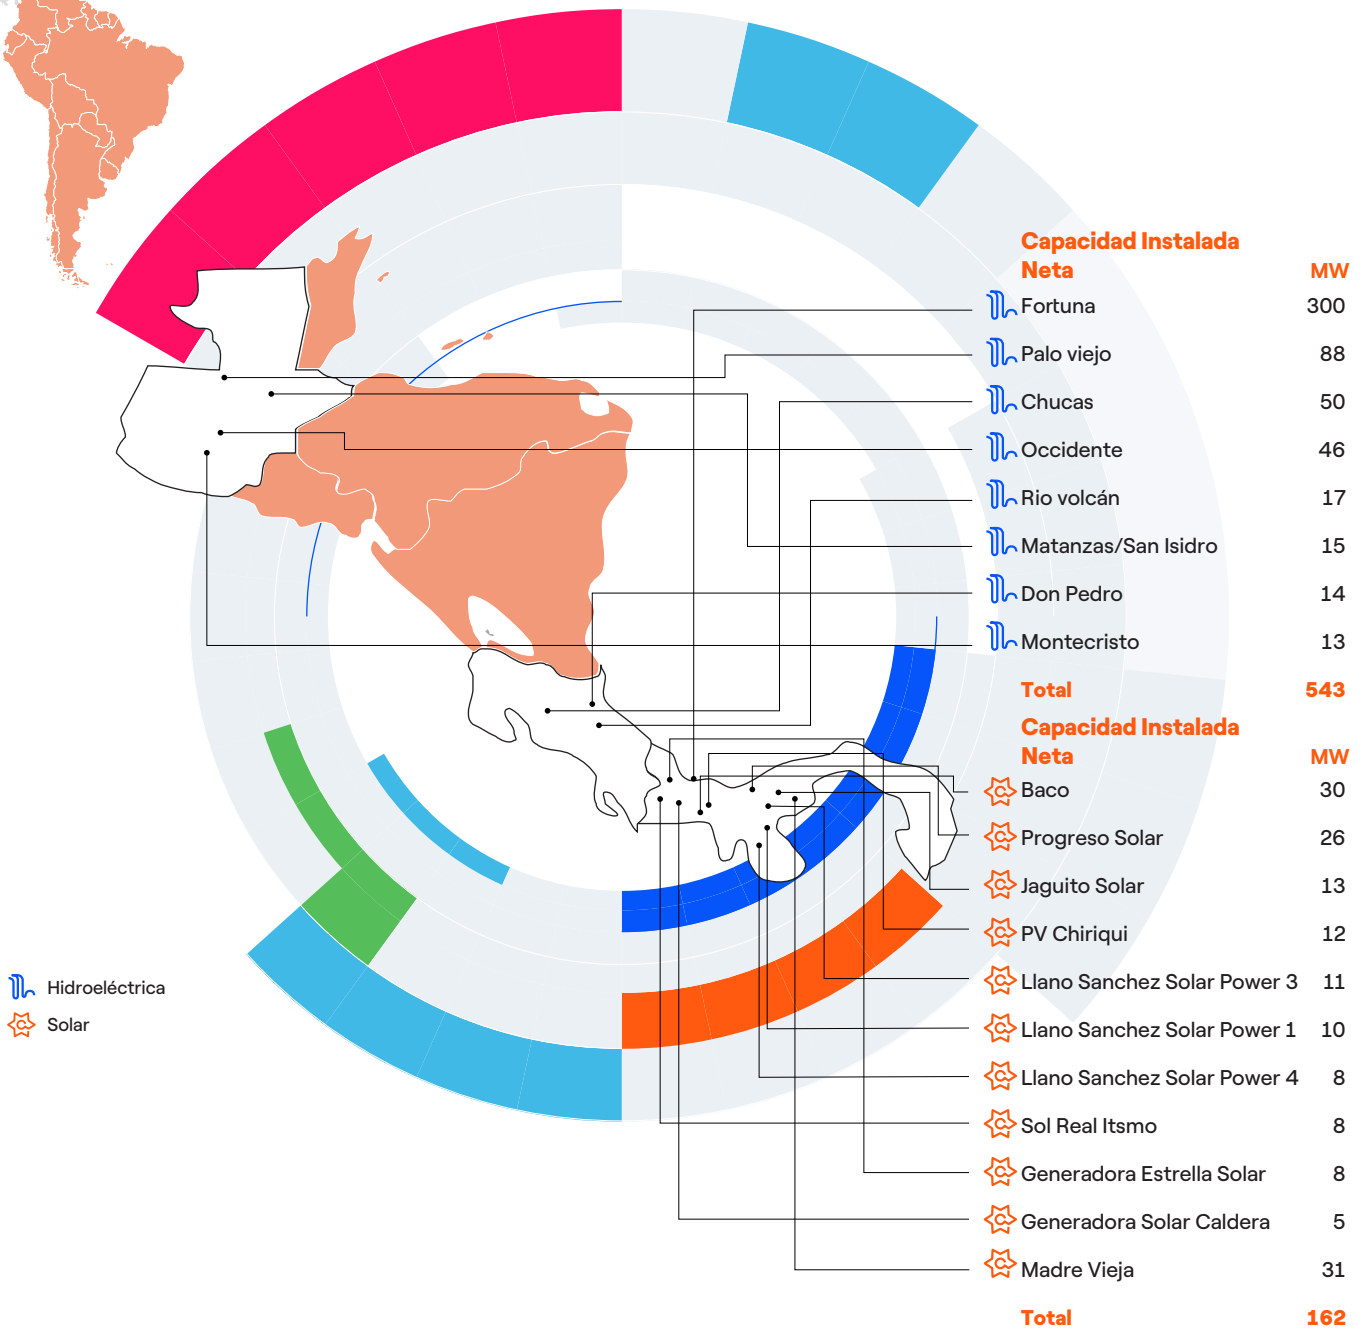 Capacidad Instalada
Neta MW
Fortuna 300
Palo viejo 88
Chucas 50
Occidente 46
Rio volcán 17
Matanzas/San Isidro 15
Don Pedro 14
Montecristo 13
Total 543
Capacidad Instalada
Neta MW
Baco 30
Progreso Solar 26
Jaguito Solar 13
PV Chiriqui 12
Llano Sanchez Solar Power 3 11
Llano Sanchez Solar Power 1 10
Llano Sanchez Solar Power 4 8
Sol Real Itsmo 8
Generadora Estrella Solar 8
Generadora Solar Caldera 5
Madre Vieja 31
Total 162
Hidroeléctrica
Solar